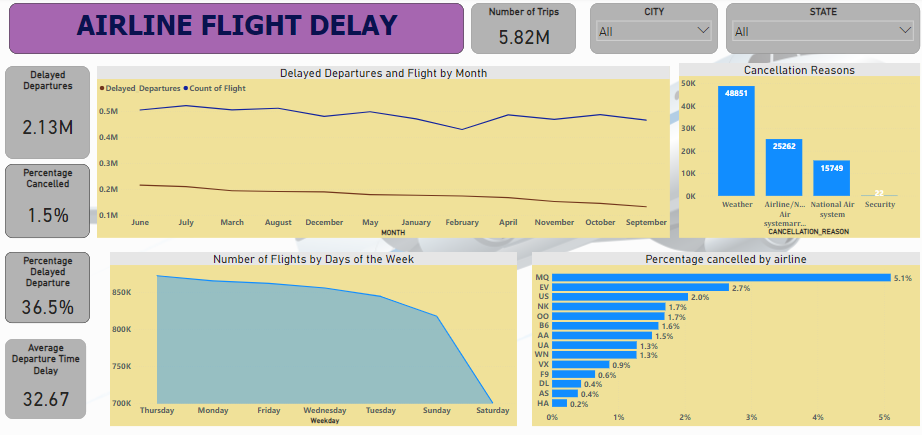 AIRLINE FLIGHT DELAY
Number of Trips
5.82M
CITY
All
STATE
All
Delayed
Departures
2.13M
Percentage
Cancelled
1.5%
Percentage
Delayed
Departure
36.5%
Average
Departure Time
Delay
32.67
Delayed Departures and Flight by Month
Delayed Departures Count of Flight
0.5M
0.4M
0.3M
0.2M
0.1M
June July March August December May January February April November October September
MONTH
Cancellation Reasons
50K
40K
30K
20K
10K
0K
48851
25262
15749
22
Weather Airline/N... National Air Security
Air system
systemarr...
CANCELLATION_REASON
Number of Flights by Days of the Week
850K
800K
750K
700K
Thursday Monday Friday Wednesday Tuesday Sunday Saturday
Weekday
Percentage cancelled by airline
MQ 5.1%
EV 2.7%
US 2.0%
NK 1.7%
OO 1.7%
B6 1.6%
AA 1.5%
UA 1.3%
WN 1.3%
VX 0.9%
F9 0.6%
DL 0.4%
AS 0.4%
HA 0.2%
0% 1% 2% 3% 4% 5%